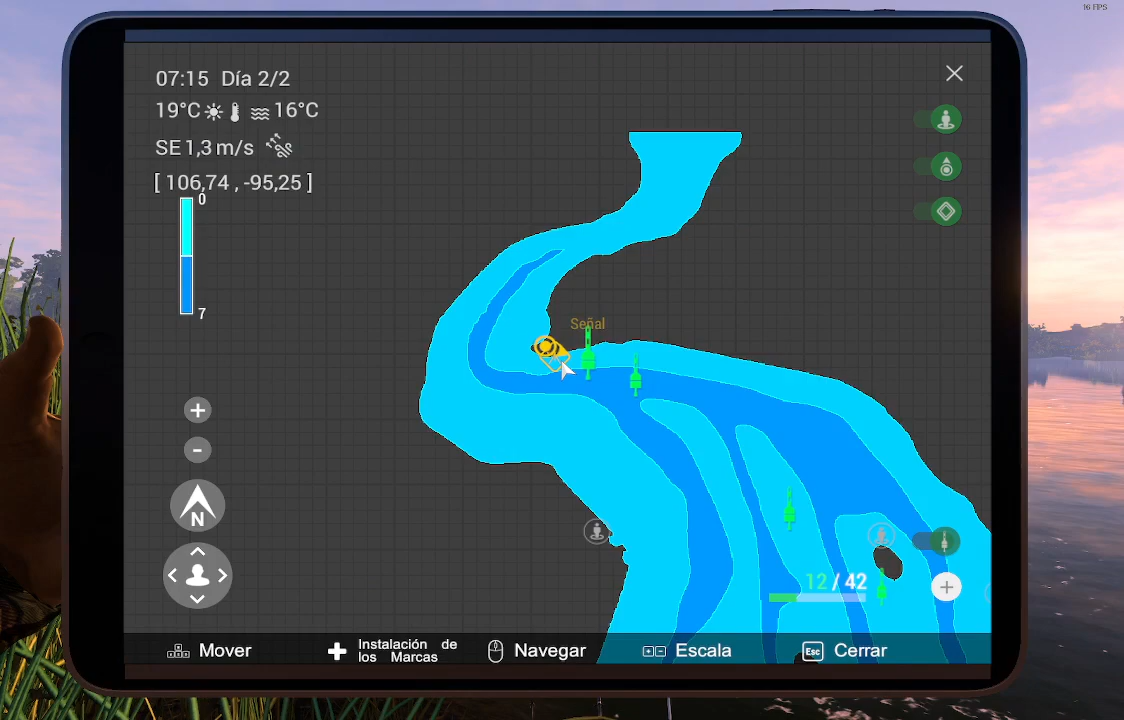 16 FPS
07:15 Día 2/2
19°C 16°C
SE 1,3 m/s
[ 106,74 , -95,25 ]
0
7
Señal
+
-
N
12 / 42
+
Mover
Instalación de los Marcas
Navegar
Escala
Esc Cerrar